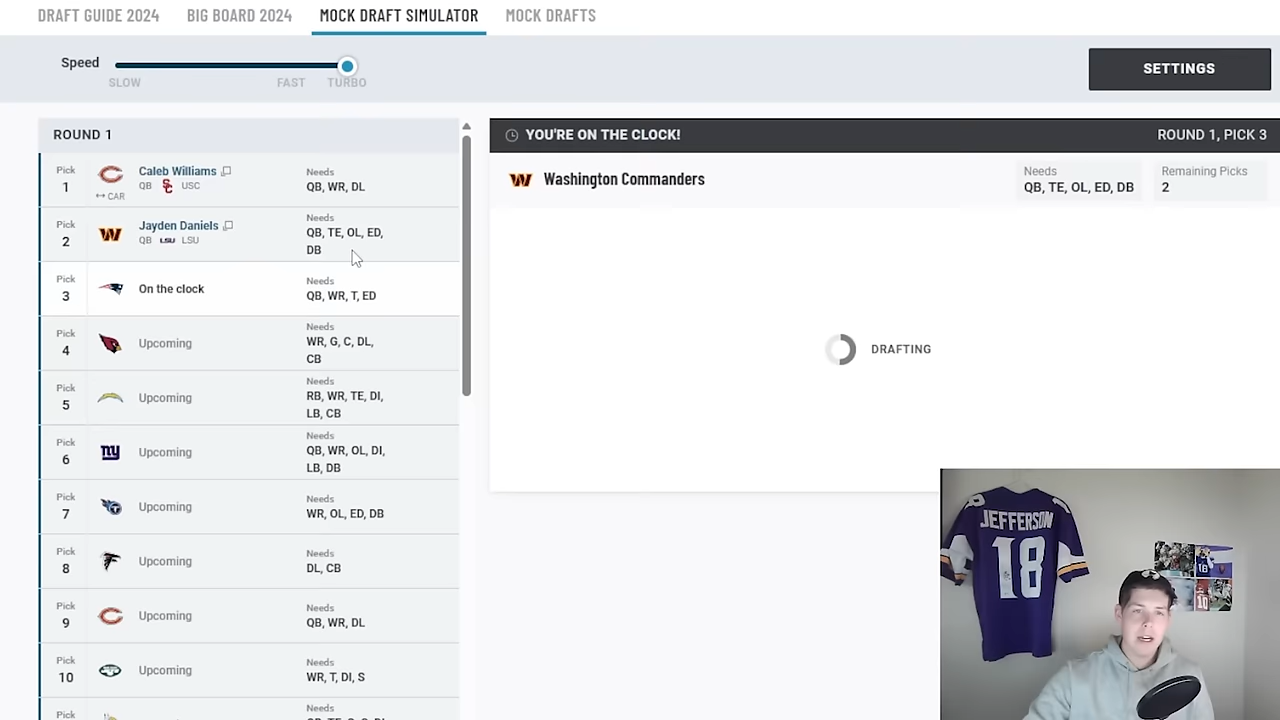 DRAFT GUIDE 2024 BIG BOARD 2024 MOCK DRAFT SIMULATOR MOCK DRAFTS
Speed
SLOW FAST TURBO
SETTINGS
ROUND 1
YOU'RE ON THE CLOCK! ROUND 1, PICK 3
Washington Commanders
Needs
QB, TE, OL, ED, DB
Remaining Picks
2
DRAFTING
Pick
1
↔ CAR
Caleb Williams
QB SC USC
Needs
QB, WR, DL
Pick
2
W
Jayden Daniels
QB LSU LSU
Needs
QB, TE, OL, ED,
DB
Pick
3
On the clock
Needs
QB, WR, T, ED
Pick
4
Upcoming
Needs
WR, G, C, DL,
CB
Pick
5
Upcoming
Needs
RB, WR, TE, DI,
LB, CB
Pick
6
ny
Upcoming
Needs
QB, WR, OL, DI,
LB, DB
Pick
7
Upcoming
Needs
WR, OL, ED, DB
Pick
8
Upcoming
Needs
DL, CB
Pick
9
Upcoming
Needs
QB, WR, DL
Pick
10
Upcoming
Needs
WR, T, DI, S
Pick
Needs
JEFFERSON
18